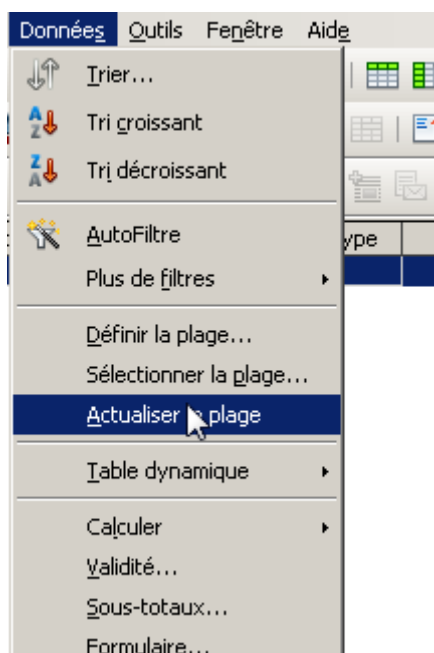 Données Outils Fenêtre Aide
Trier...
Tri croissant
Tri décroissant
AutoFiltre
ype
Plus de filtres
Définir la plage...
Sélectionner la plage...
Actualiser plage
Table dynamique
Calculer
Validité...
Sous-totaux...
Formulaire...